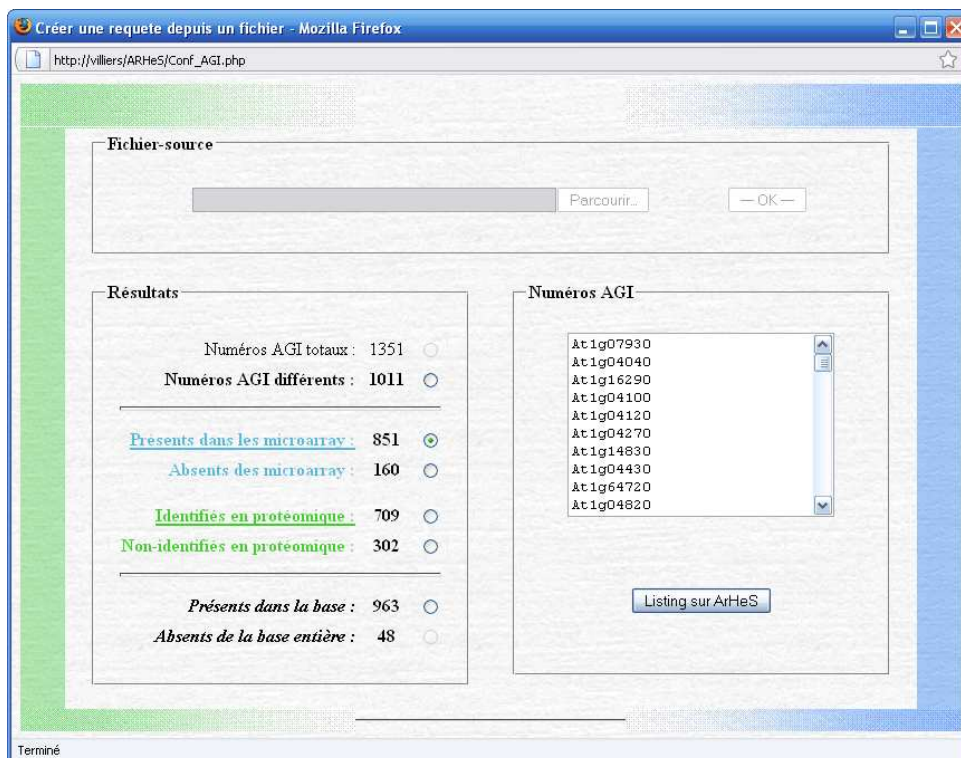 Créer une requete depuis un fichier - Mozilla Firefox
http://villiers/ARHeS/Conf_AGI.php
Fichier-source
Parcourir...
— OK —
Résultats
Numéros AGI totaux : 1351
Numéros AGI différents : 1011
Présents dans les microarray : 851
Absents des microarray : 160
Identifiés en protéomique : 709
Non-identifiés en protéomique : 302
Présents dans la base : 963
Absents de la base entière : 48
Numéros AGI
At1g07930
At1g04040
At1g16290
At1g04100
At1g04120
At1g04270
At1g14830
At1g04430
At1g64720
At1g04820
Listing sur ArHeS
Terminé